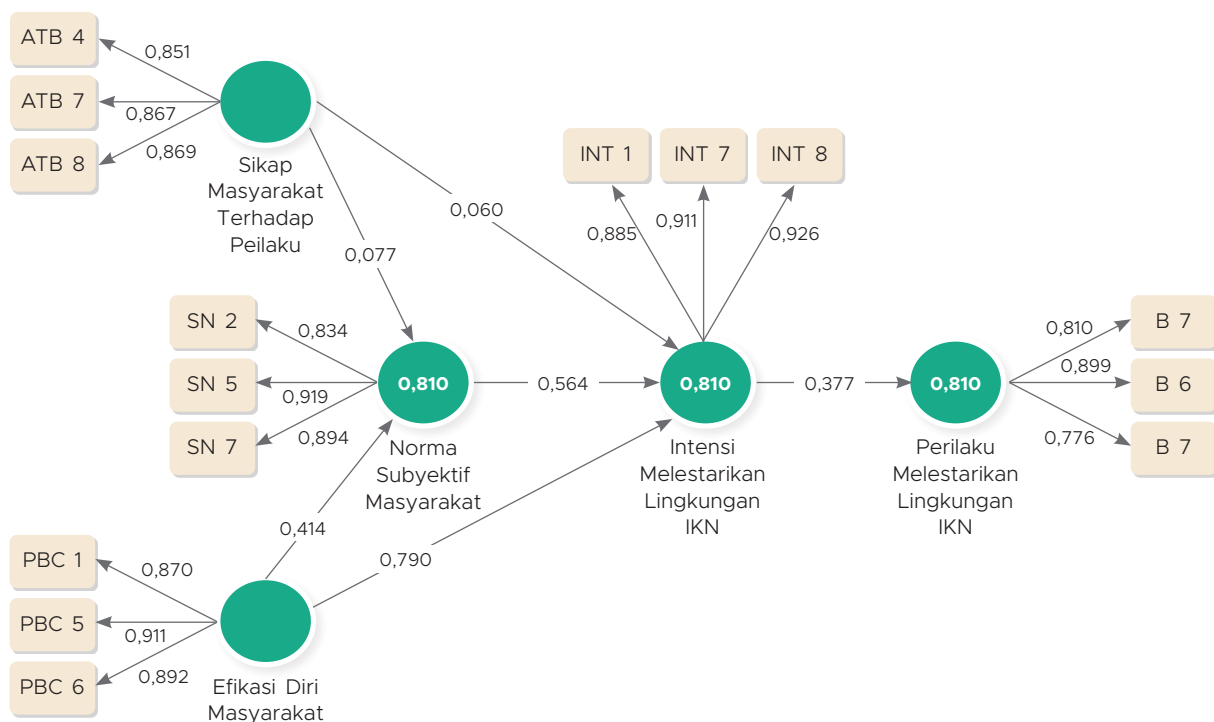 ATB 4
0,851
ATB 7
0,867
ATB 8
0,869
Sikap
Masyarakat
Terhadap
Peilaku
0,060
0,077
INT 1
INT 7
INT 8
0,885
0,911
0,926
SN 2
0,834
SN 5
0,919
SN 7
0,894
0,810
Norma
Subyektif
Masyarakat
0,564
0,810
Intensi
Melestarikan
Lingkungan
IKN
0,377
0,810
Perilaku
Melestarikan
Lingkungan
IKN
0,810
B 7
0,899
B 6
0,776
B 7
0,414
0,790
PBC 1
0,870
PBC 5
0,911
PBC 6
0,892
Efikasi Diri
Masyarakat